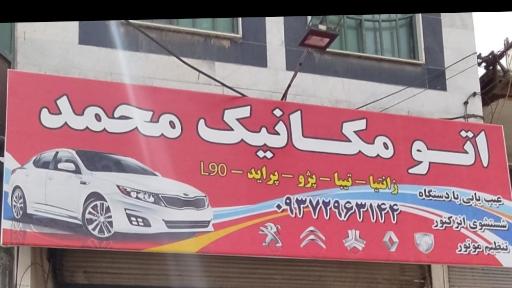 اتو مکانیک محمد
زانتیا - تیبا - پژو - پراید - L90
۰۹۳۷۲۹۶۳۱۴۴
عیب یابی با دستگاه
شستشوی انژکتور
تنظیم موتور